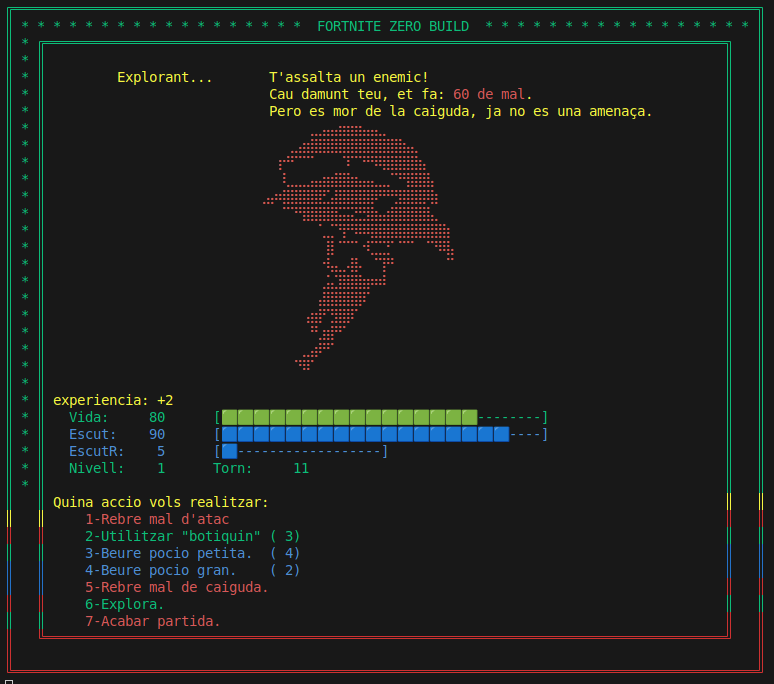 * * * * * * * * * * * * * * * * * * FORTNITE ZERO BUILD * * * * * * * * * * * * * * * * *
Explorant... T'assalta un enemic!
Cau damunt teu, et fa: 60 de mal.
Pero es mor de la caiguda, ja no es una amenaça.
experiencia: +2
Vida: 80 [--------]
Escut: 90 [----]
EscutR: 5 [------------------]
Nivell: 1 Torn: 11
Quina accio vols realitzar:
1-Rebre mal d'atac
2-Utilitzar "botiquin" ( 3)
3-Beure pocio petita. ( 4)
4-Beure pocio gran. ( 2)
5-Rebre mal de caiguda.
6-Explora.
7-Acabar partida.